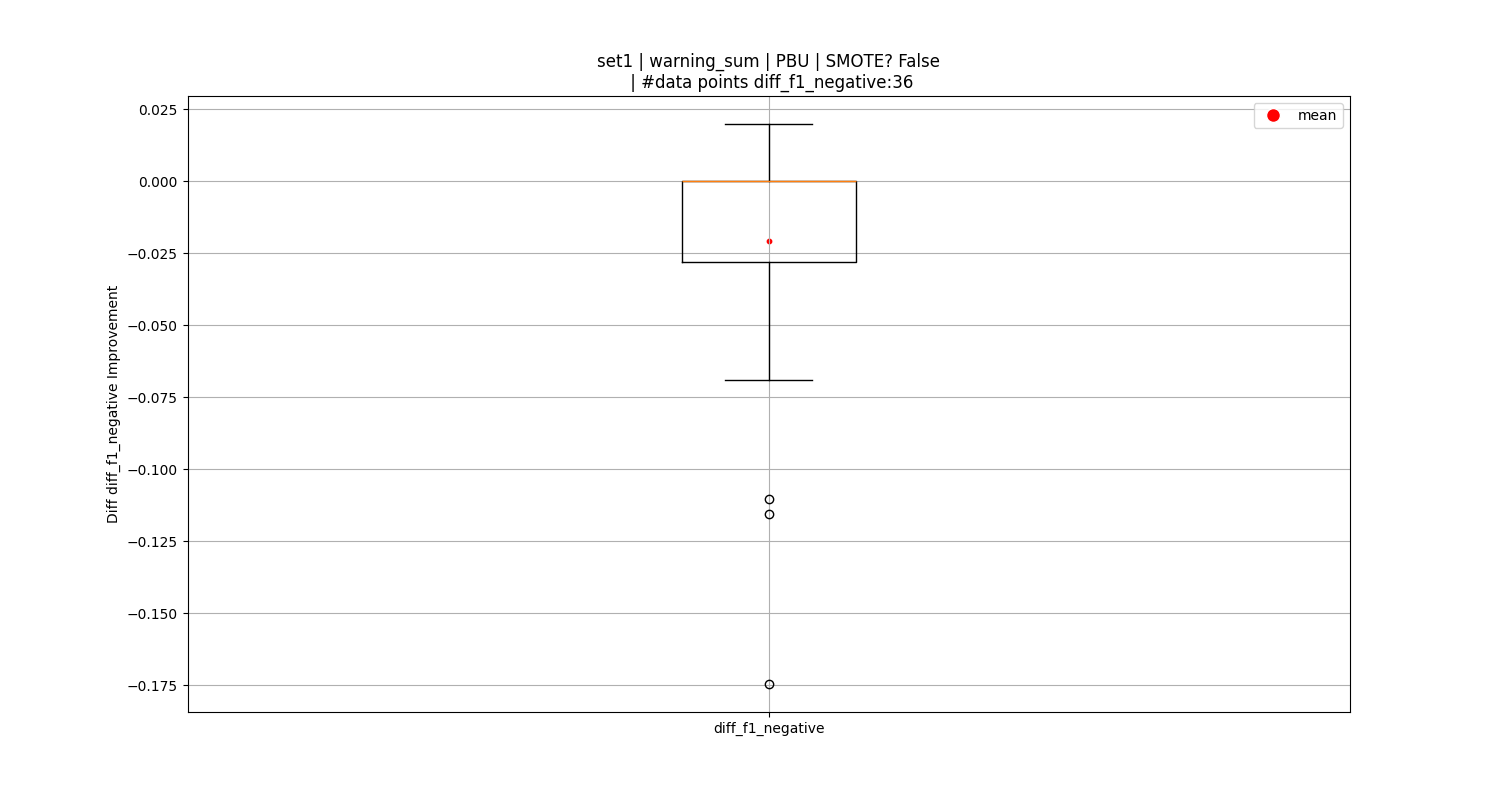 set1 | warning_sum | PBU | SMOTE? False
| #data points diff_f1_negative:36
mean
0.025
0.000
−0.025
−0.050
−0.075
−0.100
−0.125
−0.150
−0.175
Diff diff_f1_negative Improvement
diff_f1_negative